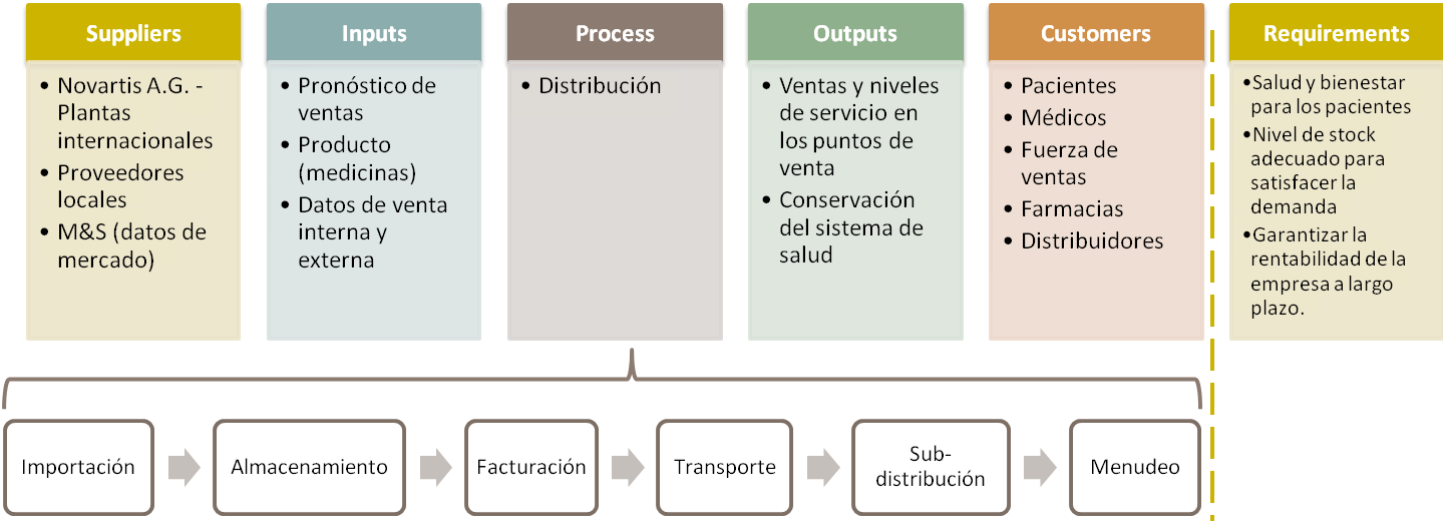 Suppliers
• Novartis A.G. -
Plantas
internacionales
• Proveedores
locales
• M&S (datos de
mercado)
Inputs
• Pronóstico de
ventas
• Producto
(medicinas)
• Datos de venta
interna y
externa
Process
• Distribución
Outputs
• Ventas y niveles
de servicio en
los puntos de
venta
• Conservación
del sistema de
salud
Customers
• Pacientes
• Médicos
• Fuerza de
ventas
• Farmacias
• Distribuidores
Requirements
•Salud y bienestar
para los pacientes
•Nivel de stock
adecuado para
satisfacer la
demanda
•Garantizar la
rentabilidad de la
empresa a largo
plazo.
Importación
Almacenamiento
Facturación
Transporte
Sub-
distribución
Menudeo